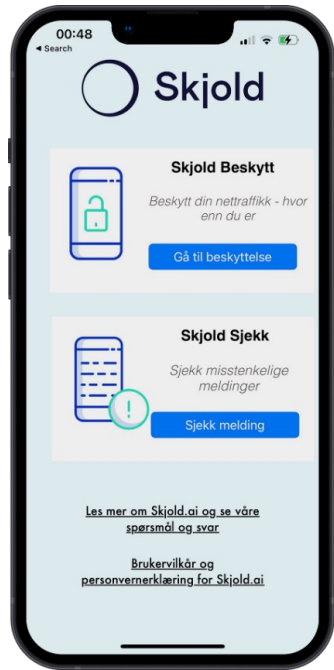 00:48
◀ Search
Skjold
Skjold Beskytt
Beskytt din nettrafikk - hvor
enn du er
Gå til beskyttelse
Skjold Sjekk
Sjekk misstenkelige
meldinger
!
Sjekk melding
Les mer om Skjold.ai og se våre
spørsmål og svar
Brukervilkår og
personvernerklæring for Skjold.ai